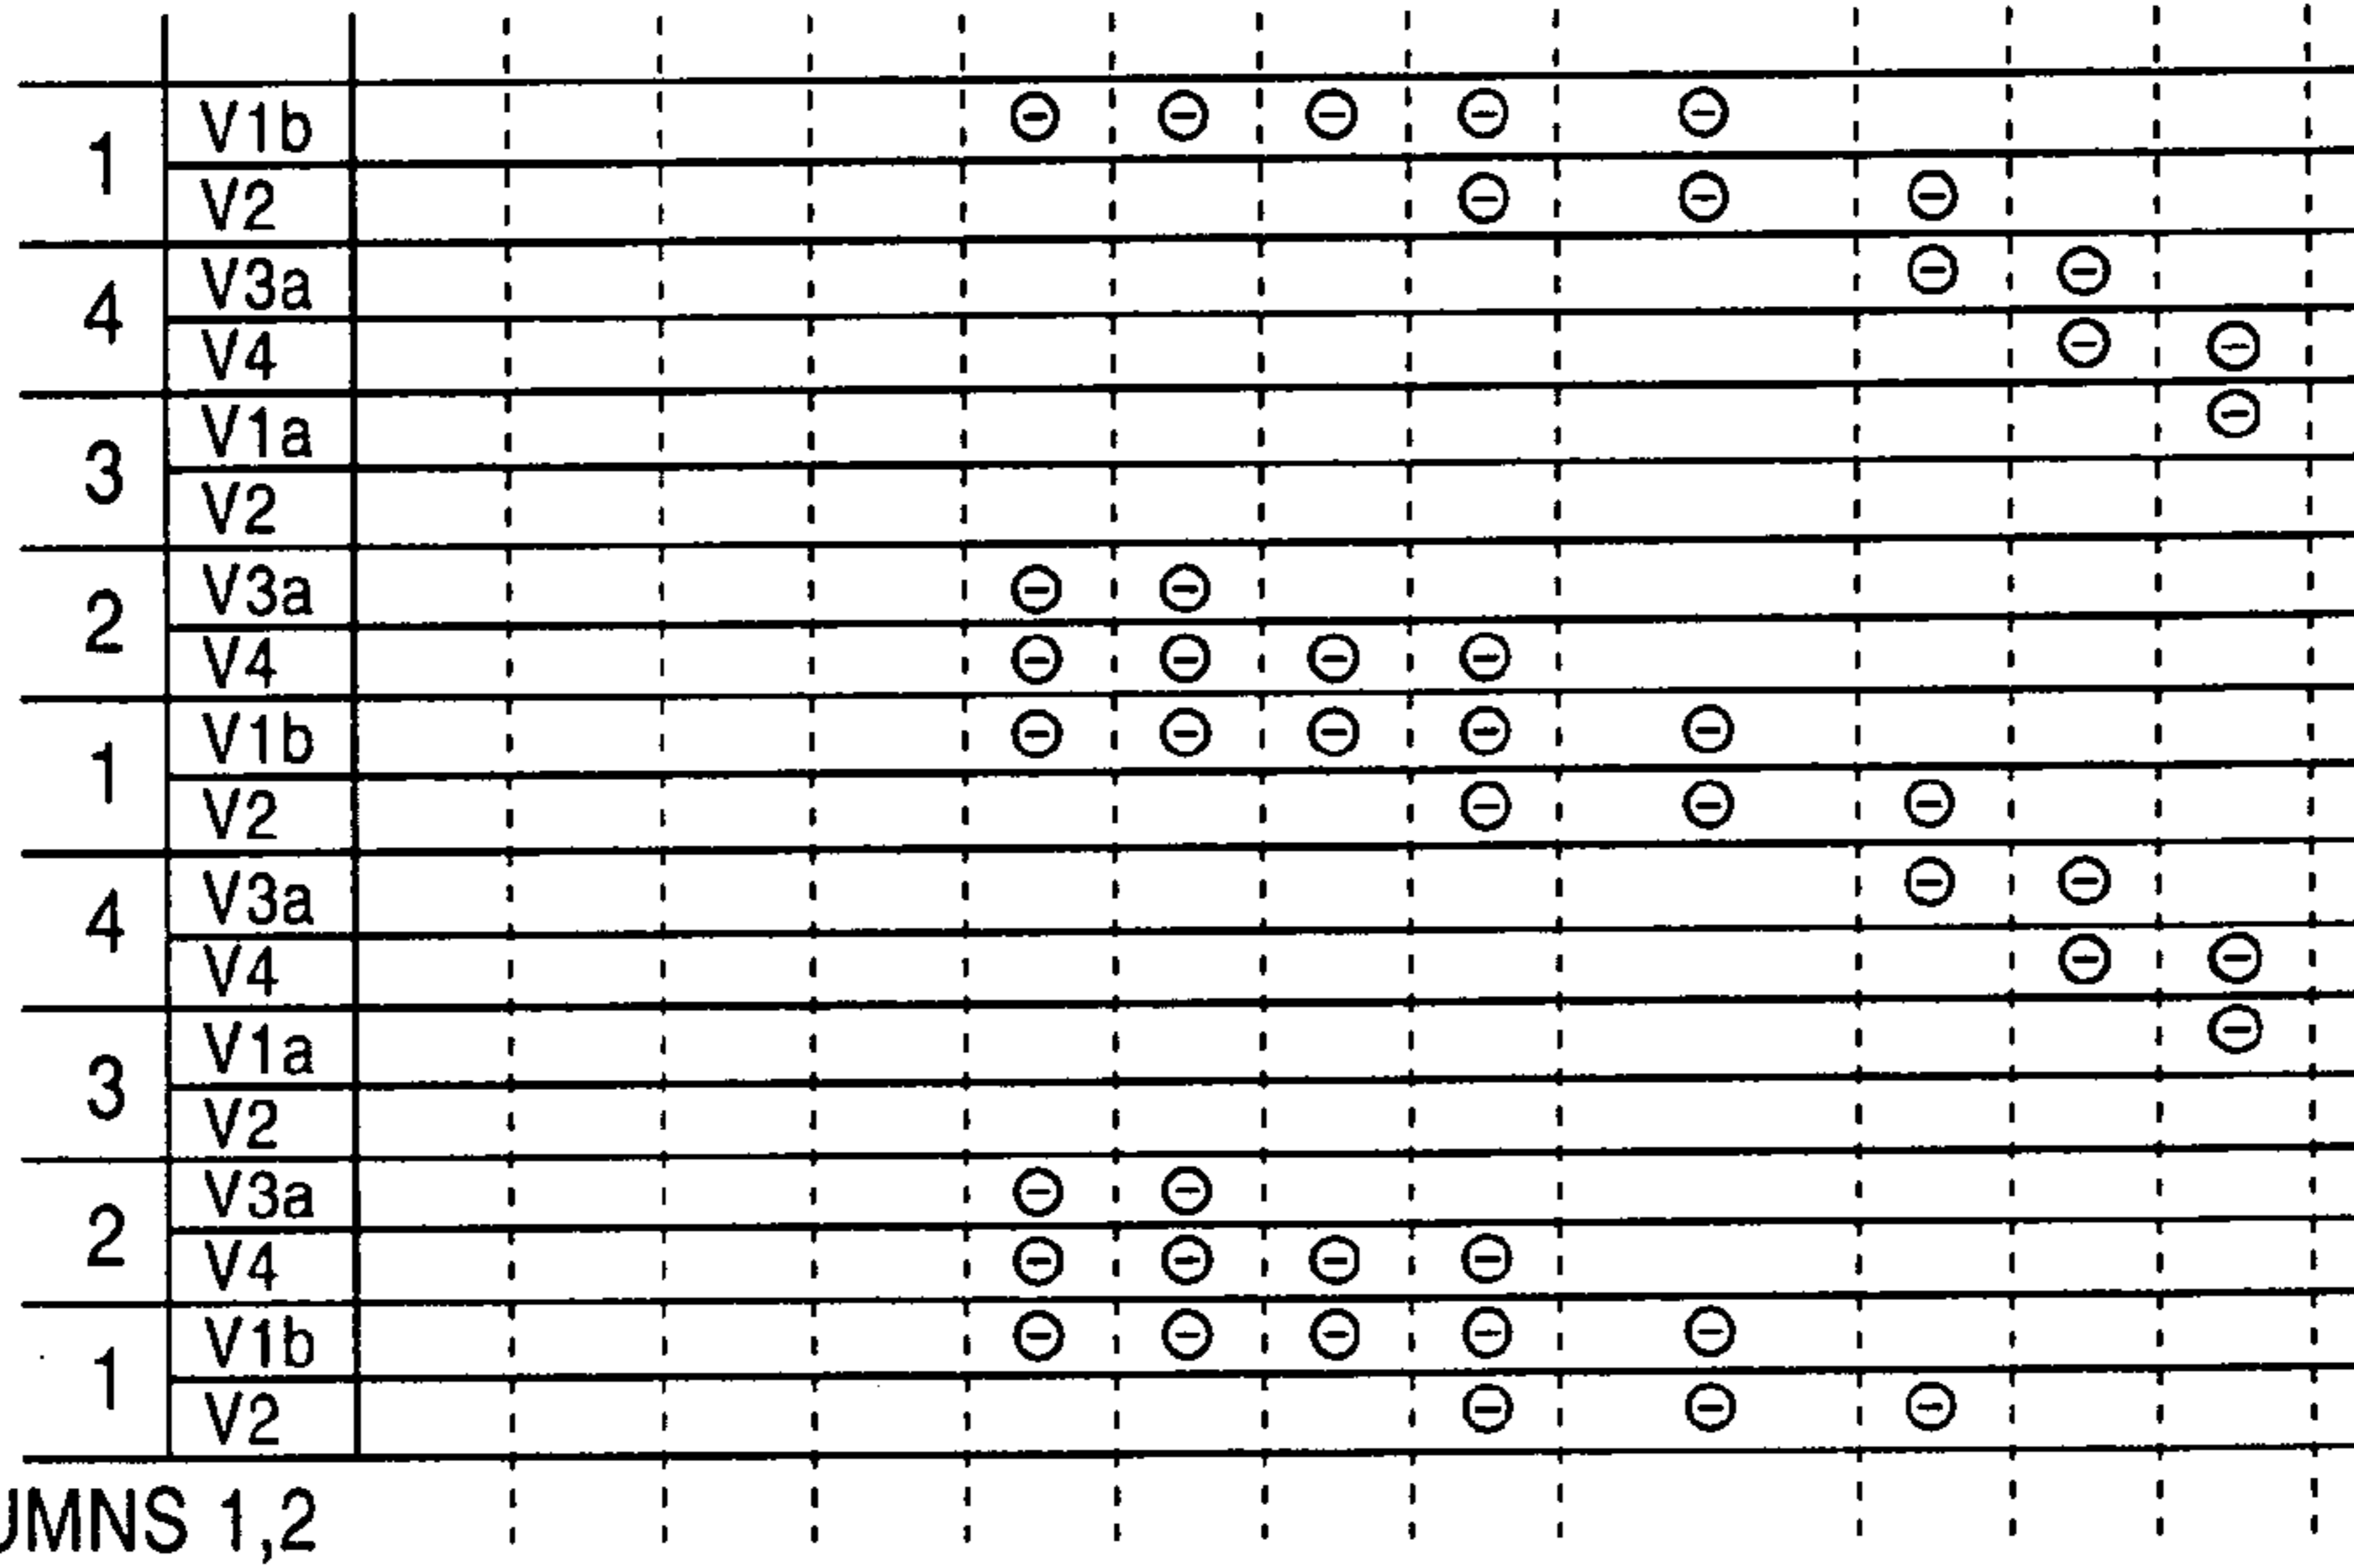 1 V1b ⊖ ⊖ ⊖ ⊖ ⊖
V2 ⊖ ⊖ ⊖
4 V3a ⊖ ⊖
V4 ⊖ ⊖
3 V1a ⊖
V2
2 V3a ⊖ ⊖
V4 ⊖ ⊖ ⊖ ⊖
1 V1b ⊖ ⊖ ⊖ ⊖ ⊖
V2 ⊖ ⊖ ⊖
4 V3a ⊖ ⊖
V4 ⊖ ⊖
3 V1a ⊖
V2
2 V3a ⊖ ⊖
V4 ⊖ ⊖ ⊖ ⊖
1 V1b ⊖ ⊖ ⊖ ⊖ ⊖
V2 ⊖ ⊖ ⊖
UMNS 1,2